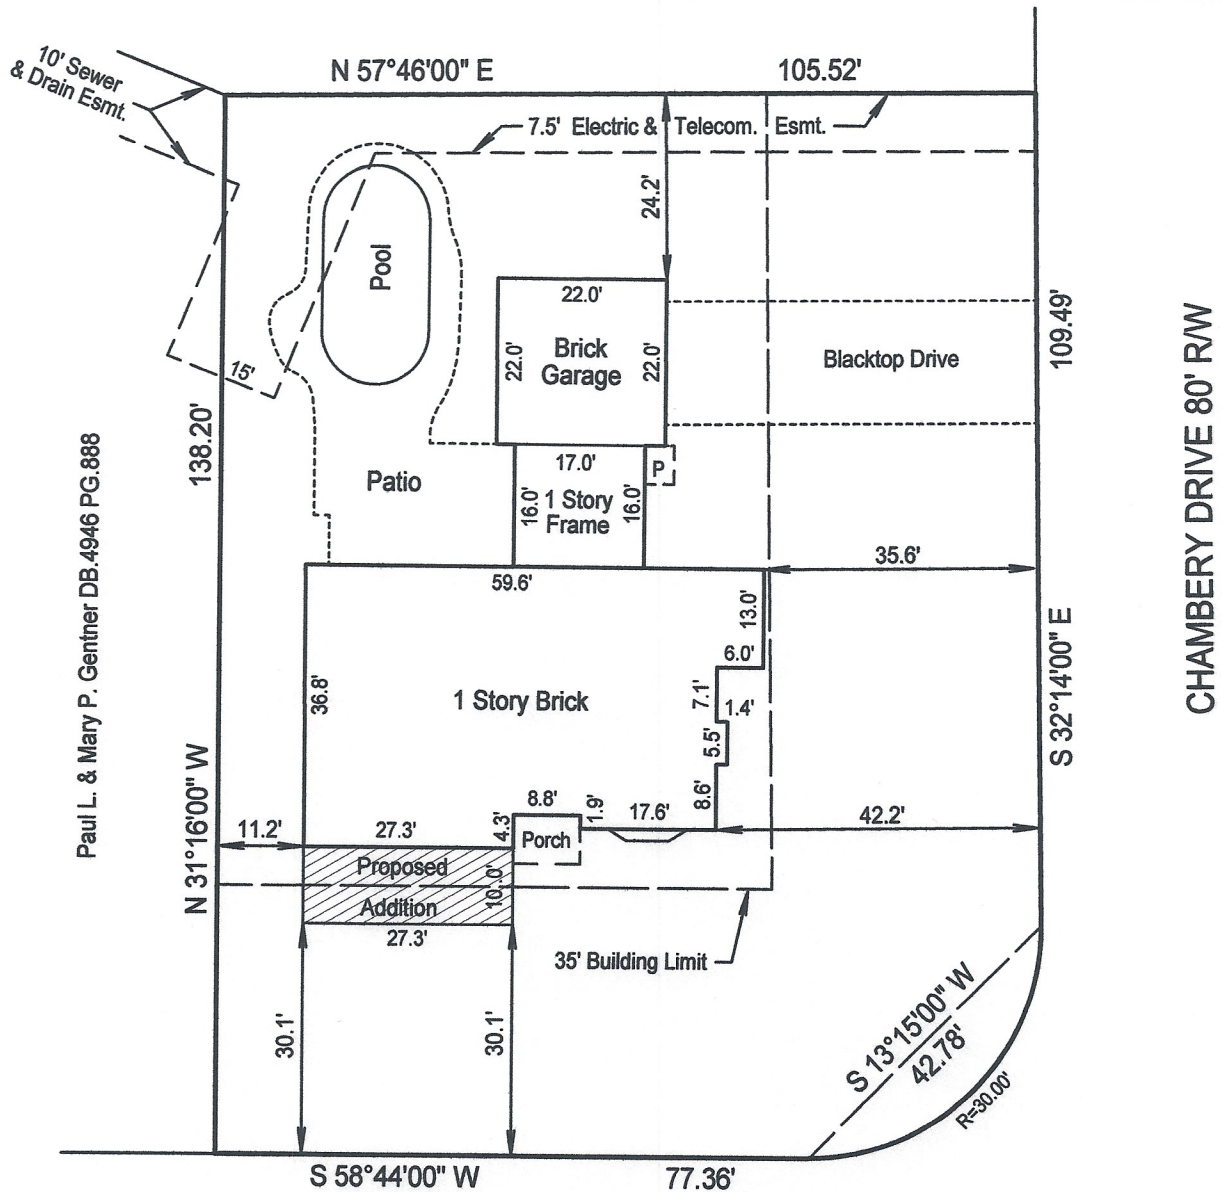 10' Sewer
& Drain Esmt.
N 57°46'00" E
105.52'
7.5' Electric & Telecom. Esmt.
24.2'
Pool
15'
22.0'
22.0'
Brick
Garage
22.0'
Blacktop Drive
109.49'
CHAMBERY DRIVE 80' R/W
138.20'
Patio
17.0'
P
16.0'
1 Story
Frame
16.0'
59.6'
35.6'
13.0'
6.0'
7.1'
1.4'
5.5'
8.6'
36.8'
1 Story Brick
S 32°14'00" E
Paul L. & Mary P. Gentner DB.4946 PG.888
N 31°16'00" W
11.2'
27.3'
4.3'
8.8'
1.9'
17.6'
42.2'
Porch
Proposed
10.0'
Addition
27.3'
35' Building Limit
30.1'
30.1'
S 13°15'00" W
42.78'
R=30.00'
S 58°44'00" W
77.36'